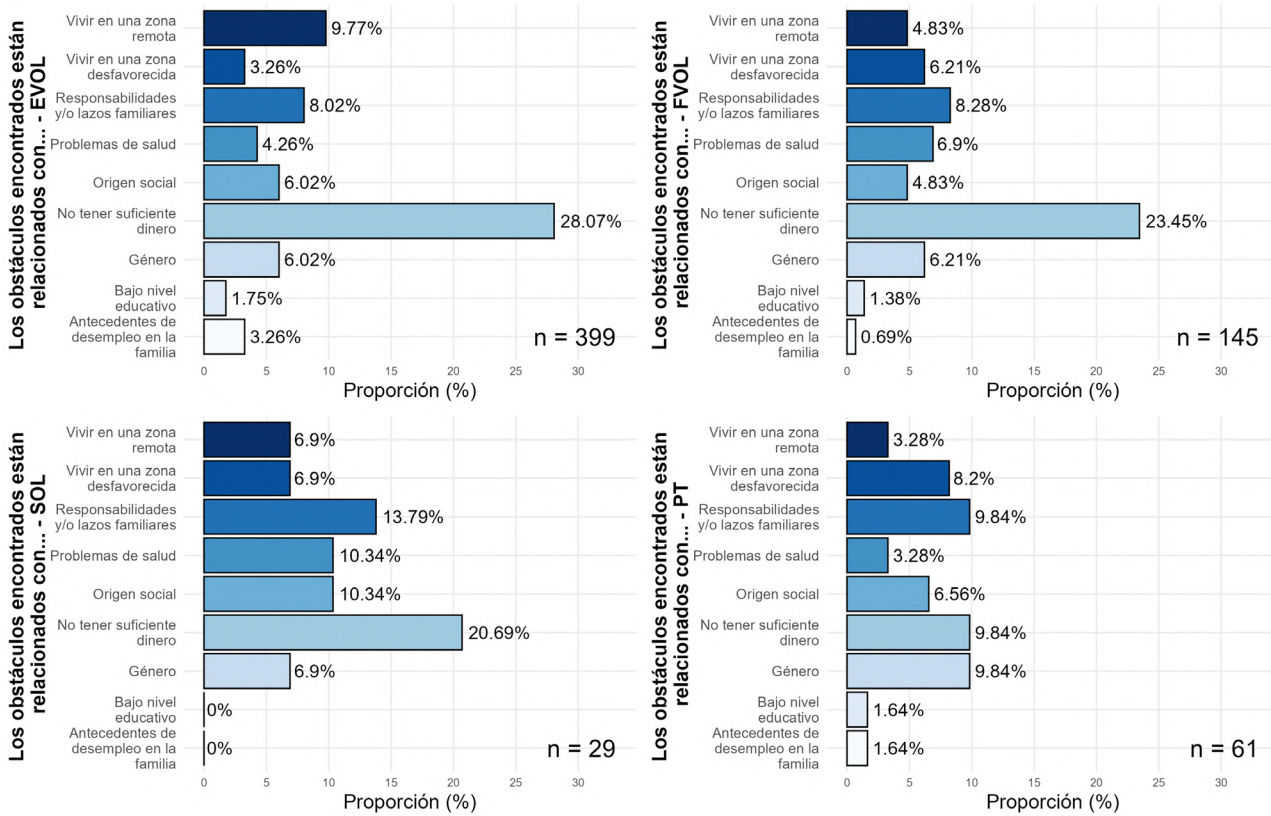 Los obstáculos encontrados están
relacionados con... - EVOL
Vivir en una zona
remota
9.77%
Vivir en una zona
desfavorecida
3.26%
Responsabilidades
y/o lazos familiares
8.02%
Problemas de salud
4.26%
Origen social
6.02%
No tener suficiente
dinero
28.07%
Género
6.02%
Bajo nivel
educativo
1.75%
Antecedentes de
desempleo en la
familia
3.26%
n = 399
0 5 10 15 20 25 30
Proporción (%)
Los obstáculos encontrados están
relacionados con... - FVOL
Vivir en una zona
remota
4.83%
Vivir en una zona
desfavorecida
6.21%
Responsabilidades
y/o lazos familiares
8.28%
Problemas de salud
6.9%
Origen social
4.83%
No tener suficiente
dinero
23.45%
Género
6.21%
Bajo nivel
educativo
1.38%
Antecedentes de
desempleo en la
familia
0.69%
n = 145
0 5 10 15 20 25 30
Proporción (%)
Los obstáculos encontrados están
relacionados con... - SOL
Vivir en una zona
remota
6.9%
Vivir en una zona
desfavorecida
6.9%
Responsabilidades
y/o lazos familiares
13.79%
Problemas de salud
10.34%
Origen social
10.34%
No tener suficiente
dinero
20.69%
Género
6.9%
Bajo nivel
educativo
0%
Antecedentes de
desempleo en la
familia
0%
n = 29
0 5 10 15 20 25 30
Proporción (%)
Los obstáculos encontrados están
relacionados con... - PT
Vivir en una zona
remota
3.28%
Vivir en una zona
desfavorecida
8.2%
Responsabilidades
y/o lazos familiares
9.84%
Problemas de salud
3.28%
Origen social
6.56%
No tener suficiente
dinero
9.84%
Género
9.84%
Bajo nivel
educativo
1.64%
Antecedentes de
desempleo en la
familia
1.64%
n = 61
0 5 10 15 20 25 30
Proporción (%)